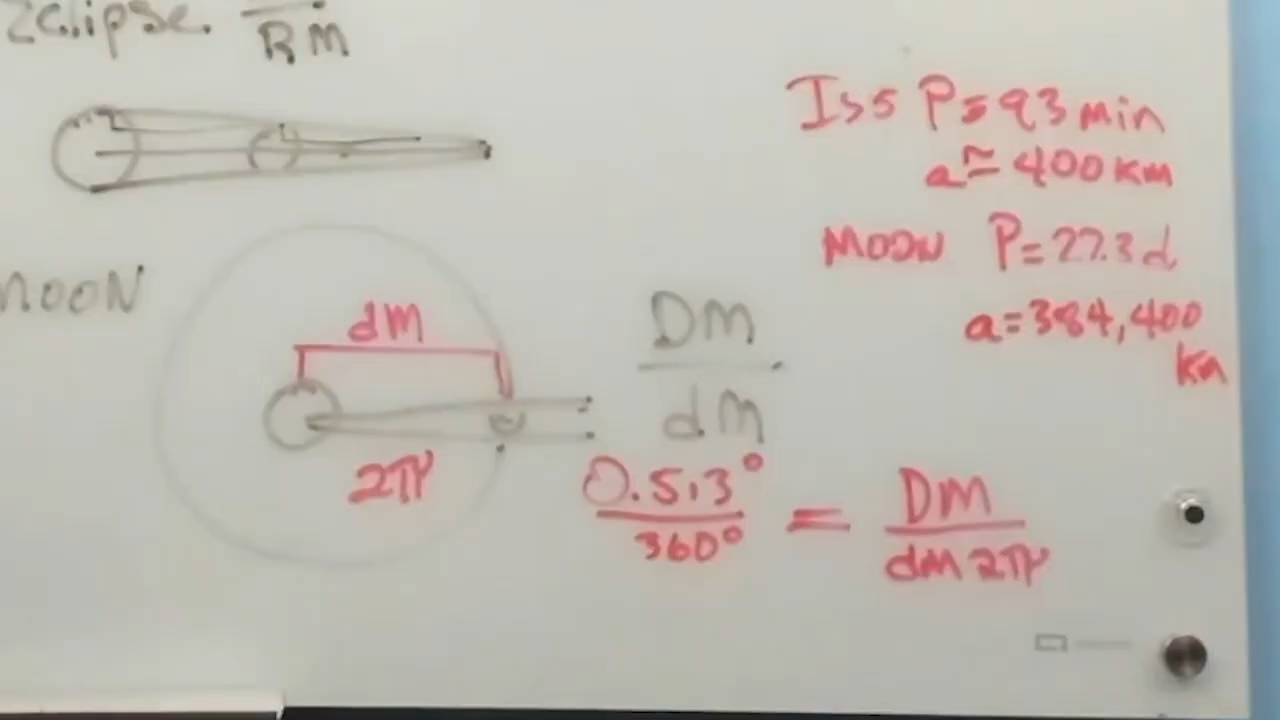 Eclipse. RM
Iss P = 93 min
a ≈ 400 km
MOON P = 27.3 d
a = 384,400
km
MOON
dM
DM
dM
2πr
0.513° = DM
360° dM 2πr